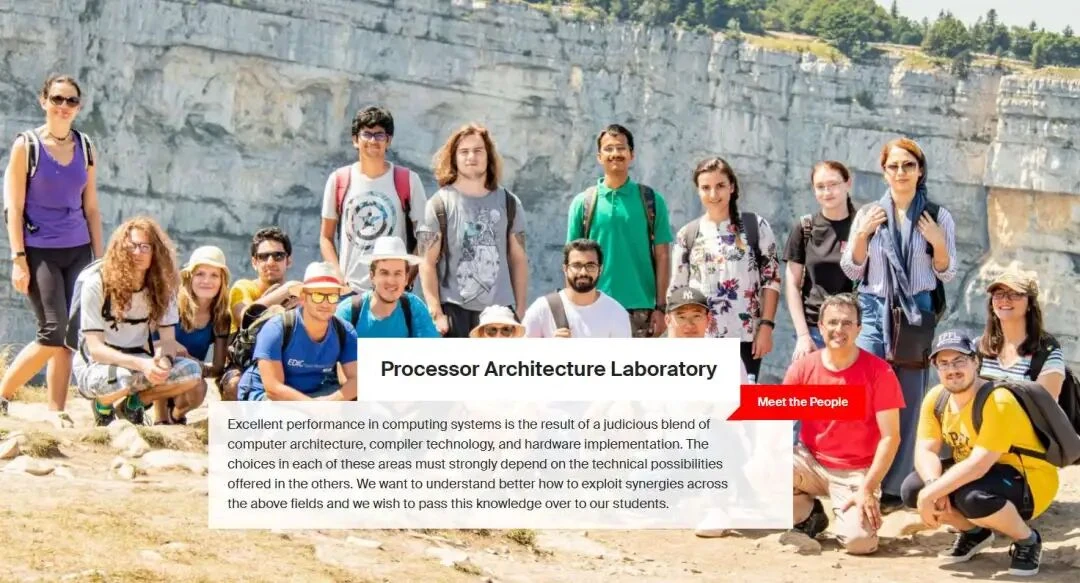 Processor Architecture Laboratory
Meet the People
Excellent performance in computing systems is the result of a judicious blend of
computer architecture, compiler technology, and hardware implementation. The
choices in each of these areas must strongly depend on the technical possibilities
offered in the others. We want to understand better how to exploit synergies across
the above fields and we wish to pass this knowledge over to our students.
EDIC
EPFL